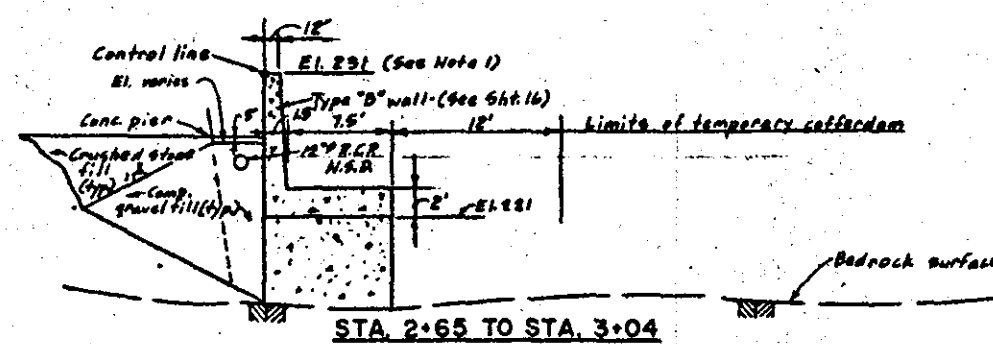 12"
Control line
El. 231 (See Note 1)
El. varies
Type "B" wall-(See Sht. 16)
Conc. pier
5'
1.5'
7.5'
12'
Limits of temporary cofferdam
Crushed stone
fill
(typ)
12"ø R.C.P.
N.S.D.
Comp.
gravel fill (typ)
2'
El. 221
Bedrock surface
STA. 2+65 TO STA. 3+04